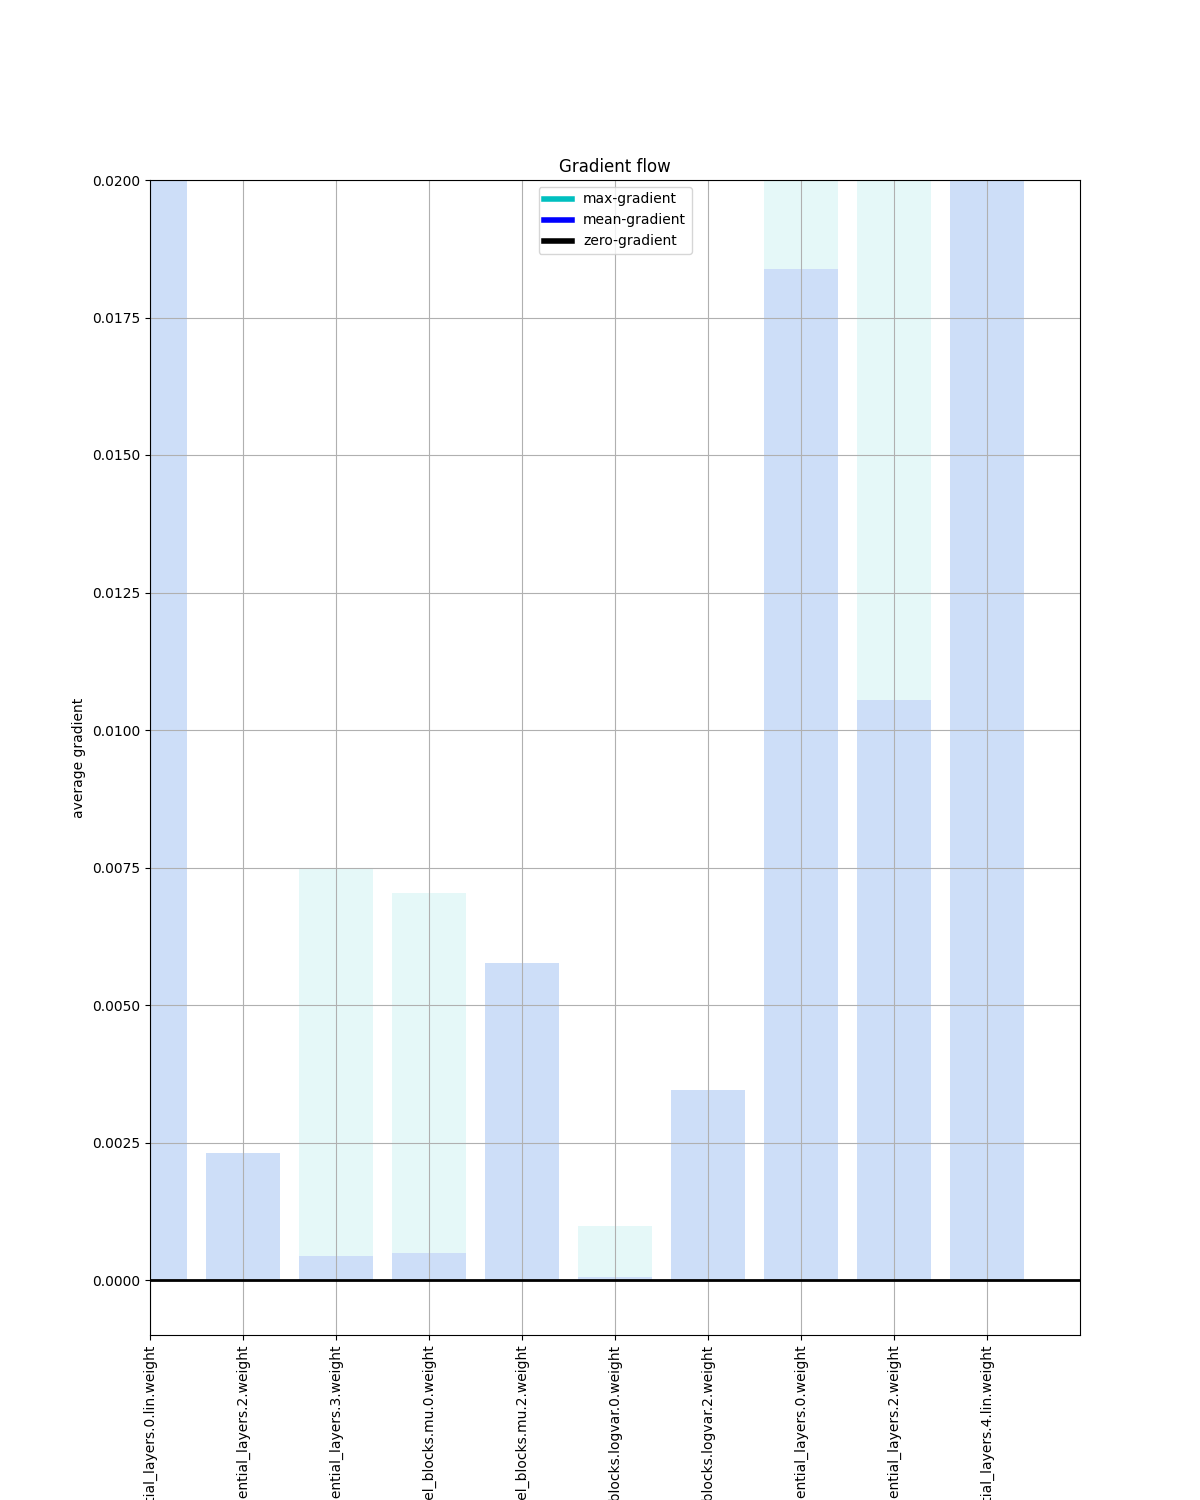 Gradient flow
max-gradient
mean-gradient
zero-gradient
0.0200
0.0175
0.0150
0.0125
0.0100
0.0075
0.0050
0.0025
0.0000
average gradient
tial_layers.0.lin.weight
ential_layers.2.weight
ential_layers.3.weight
el_blocks.mu.0.weight
el_blocks.mu.2.weight
blocks.logvar.0.weight
blocks.logvar.2.weight
ential_layers.0.weight
ential_layers.2.weight
tial_layers.4.lin.weight